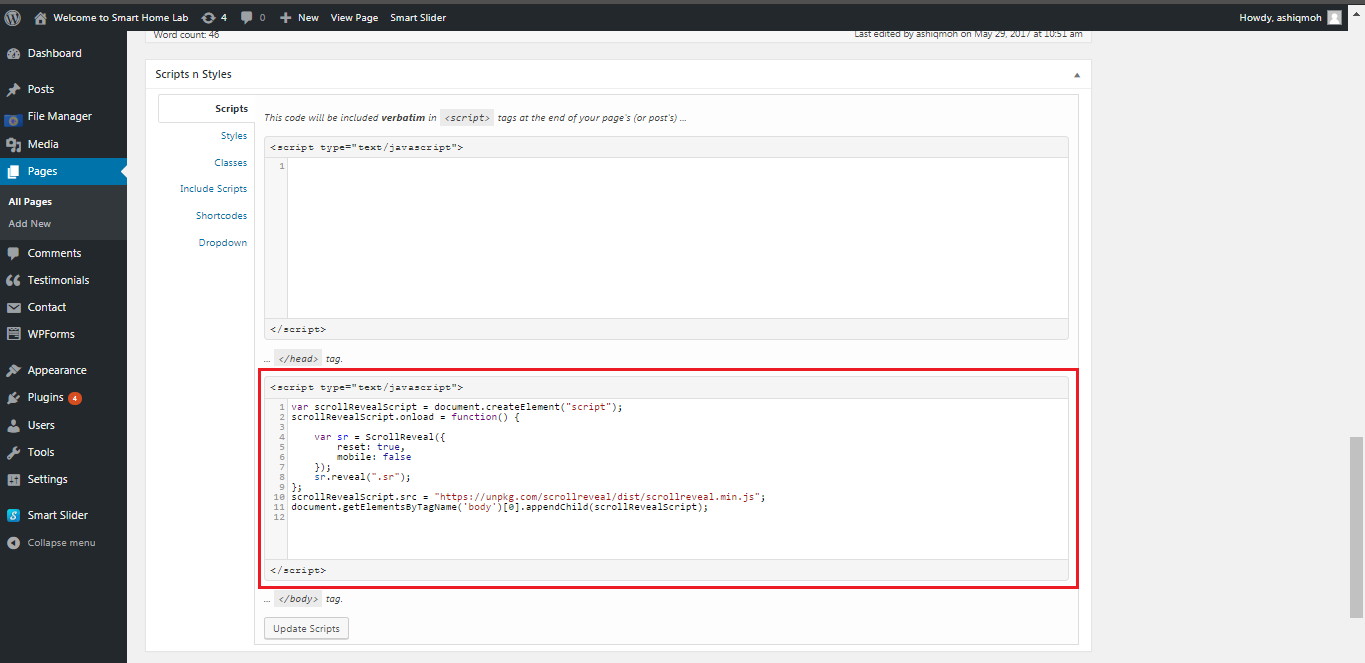 Welcome to Smart Home Lab 4 0 New View Page Smart Slider Howdy, ashiqmoh
Dashboard
Posts
File Manager
Media
Pages
All Pages
Add New
Comments
Testimonials
Contact
WPForms
Appearance
Plugins 4
Users
Tools
Settings
S Smart Slider
Collapse menu
Word count: 46 Last edited by ashiqmoh on May 29, 2017 at 10:51 am
Scripts n Styles
Scripts
Styles
Classes
Include Scripts
Shortcodes
Dropdown
This code will be included verbatim in <script> tags at the end of your page's (or post's) ...
<script type="text/javascript">
1
</script>
... </head> tag.
<script type="text/javascript">
1 var scrollRevealScript = document.createElement("script");
2 scrollRevealScript.onload = function() {
3
4 var sr = ScrollReveal({
5 reset: true,
6 mobile: false
7 });
8 sr.reveal(".sr");
9 };
10 scrollRevealScript.src = "https://unpkg.com/scrollreveal/dist/scrollreveal.min.js";
11 document.getElementsByTagName('body')[0].appendChild(scrollRevealScript);
12
</script>
... </body> tag.
Update Scripts